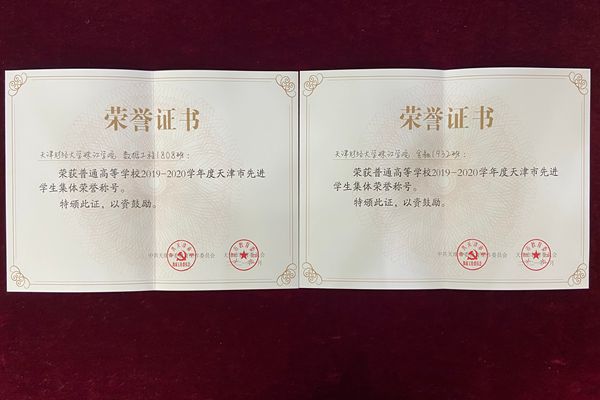 荣誉证书
天津财经大学珠江学院 数据工程1808班：
荣获普通高等学校2019-2020学年度天津市先进
学生集体荣誉称号。
特颁此证，以资鼓励。
荣誉证书
天津财经大学珠江学院 金融1932班：
荣获普通高等学校2019-2020学年度天津市先进
学生集体荣誉称号。
特颁此证，以资鼓励。